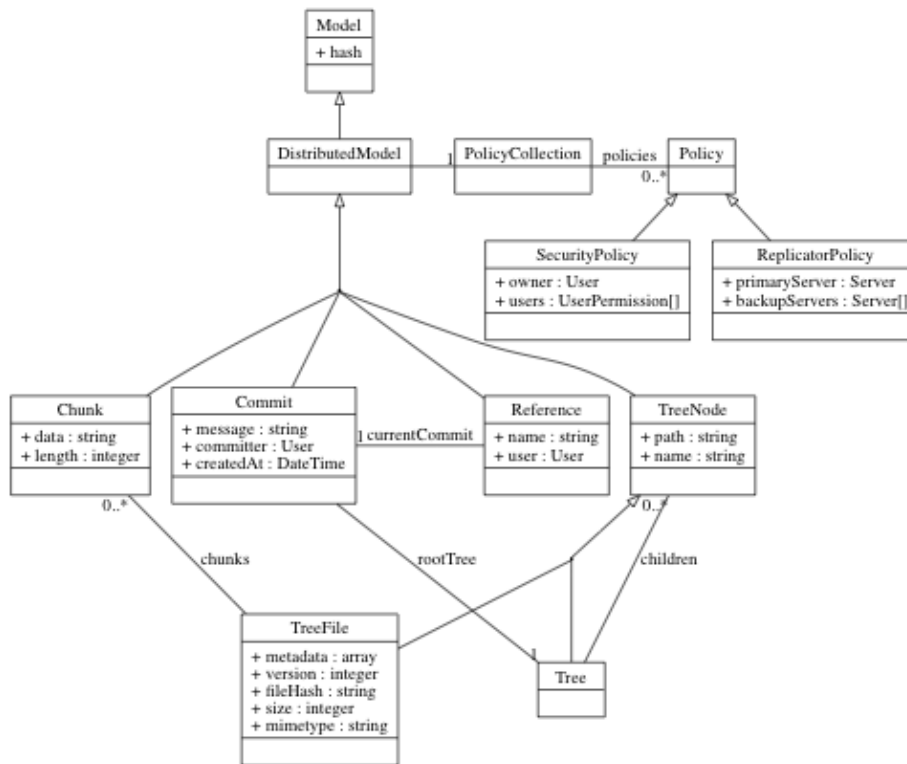 Model
+ hash
DistributedModel
1
PolicyCollection
policies
0..*
Policy
SecurityPolicy
+ owner : User
+ users : UserPermission[]
ReplicatorPolicy
+ primaryServer : Server
+ backupServers : Server[]
Chunk
+ data : string
+ length : integer
Commit
+ message : string
+ committer : User
+ createdAt : DateTime
1 currentCommit
Reference
+ name : string
+ user : User
TreeNode
+ path : string
+ name : string
0..*
0..*
chunks
rootTree
children
TreeFile
+ metadata : array
+ version : integer
+ fileHash : string
+ size : integer
+ mimetype : string
1
Tree